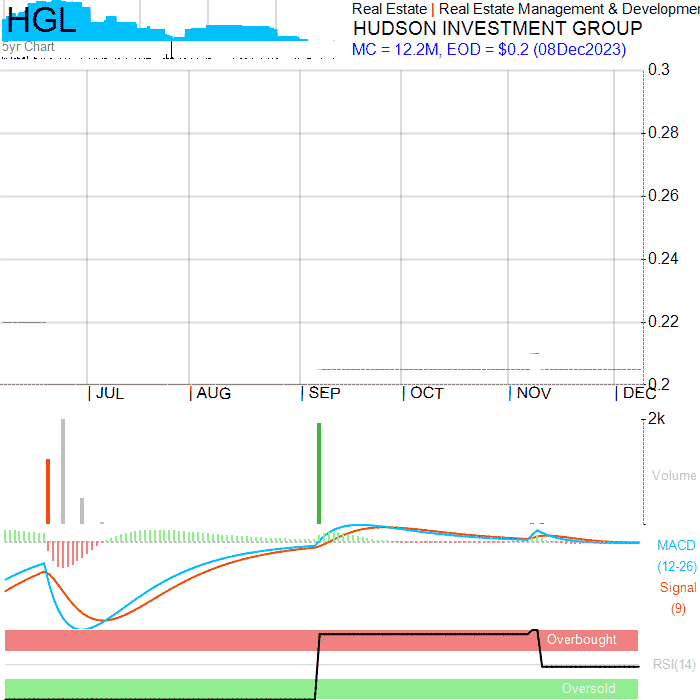 HGL
5yr Chart
Real Estate | Real Estate Management & Developmer
HUDSON INVESTMENT GROUP
MC = 12.2M, EOD = $0.2 (08Dec2023)
0.3
0.28
0.26
0.24
0.22
0.2
| JUL | AUG | SEP | OCT | NOV | DEC
2k
Volume
MACD
(12-26)
Signal
(9)
Overbought
RSI(14)
Oversold